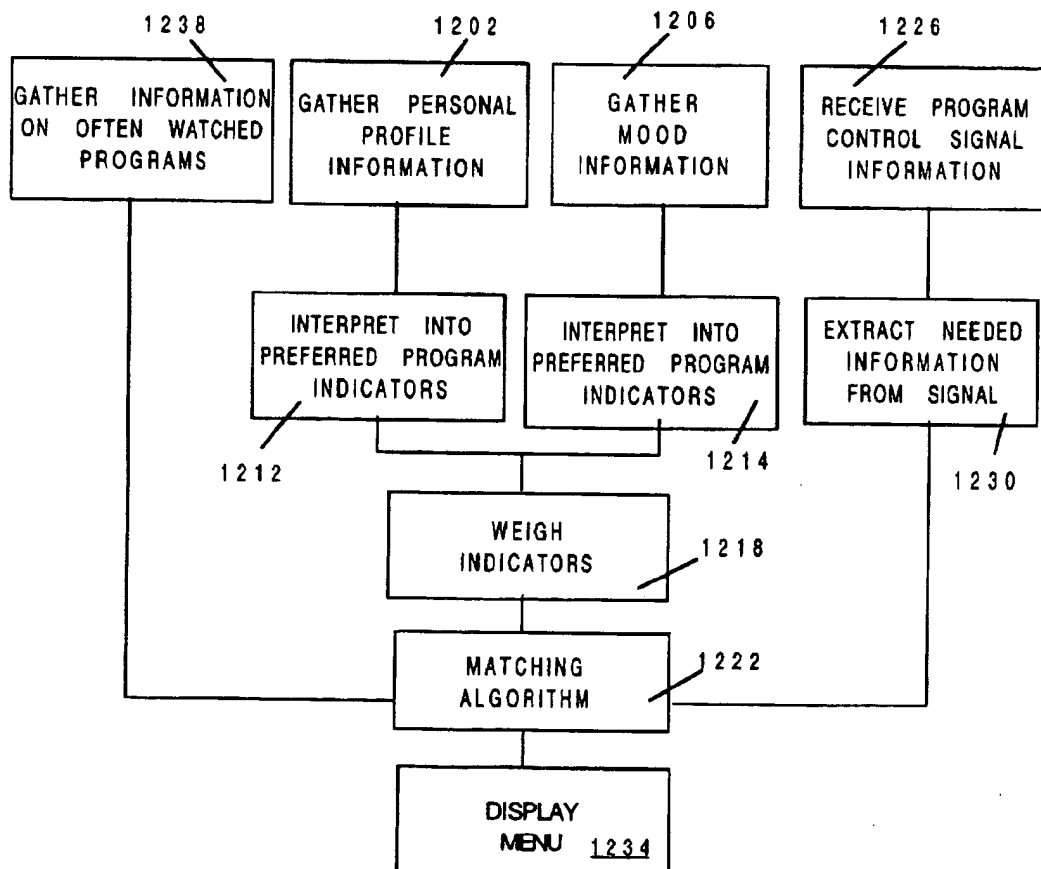 1238
1202
1206
1226
GATHER INFORMATION
ON OFTEN WATCHED
PROGRAMS
GATHER PERSONAL
PROFILE
INFORMATION
GATHER
MOOD
INFORMATION
RECEIVE PROGRAM
CONTROL SIGNAL
INFORMATION
INTERPRET INTO
PREFERRED PROGRAM
INDICATORS
INTERPRET INTO
PREFERRED PROGRAM
INDICATORS
EXTRACT NEEDED
INFORMATION
FROM SIGNAL
1212
1214
1230
WEIGH
INDICATORS
1218
MATCHING
ALGORITHM
1222
DISPLAY
MENU 1234